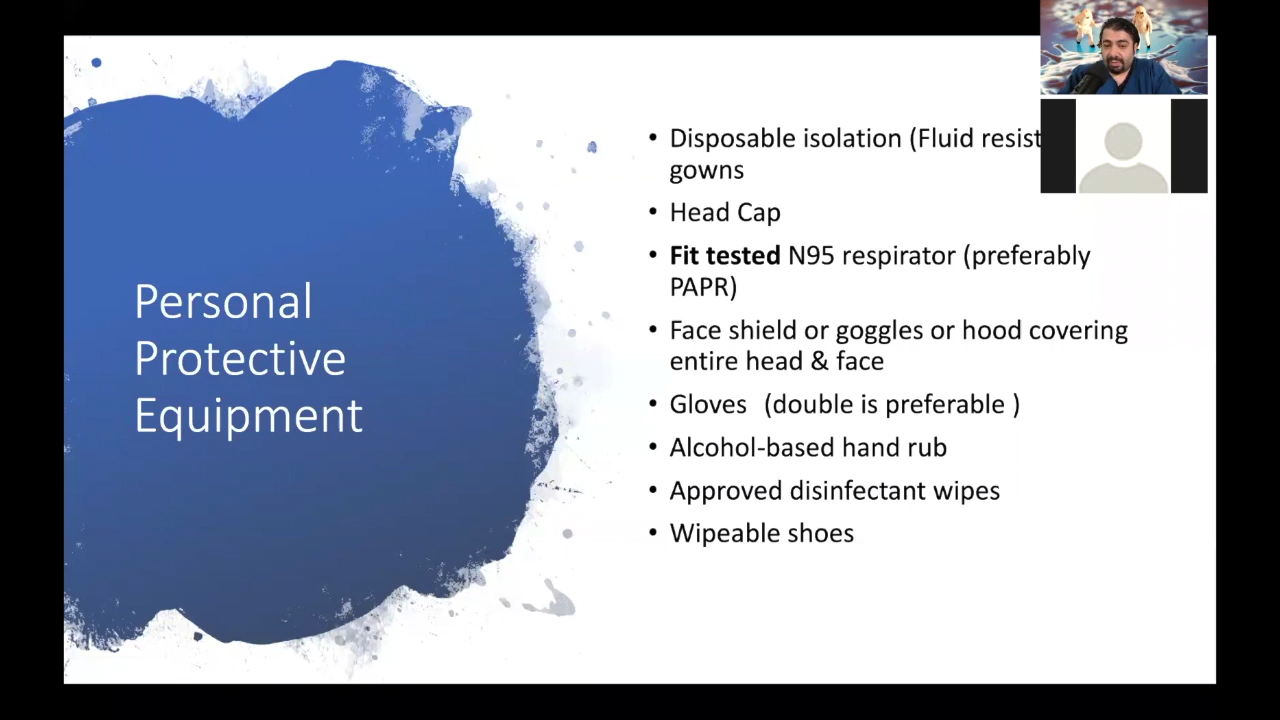 Personal
Protective
Equipment
• Disposable isolation (Fluid resist
gowns
• Head Cap
• Fit tested N95 respirator (preferably
PAPR)
• Face shield or goggles or hood covering
entire head & face
• Gloves (double is preferable )
• Alcohol-based hand rub
• Approved disinfectant wipes
• Wipeable shoes